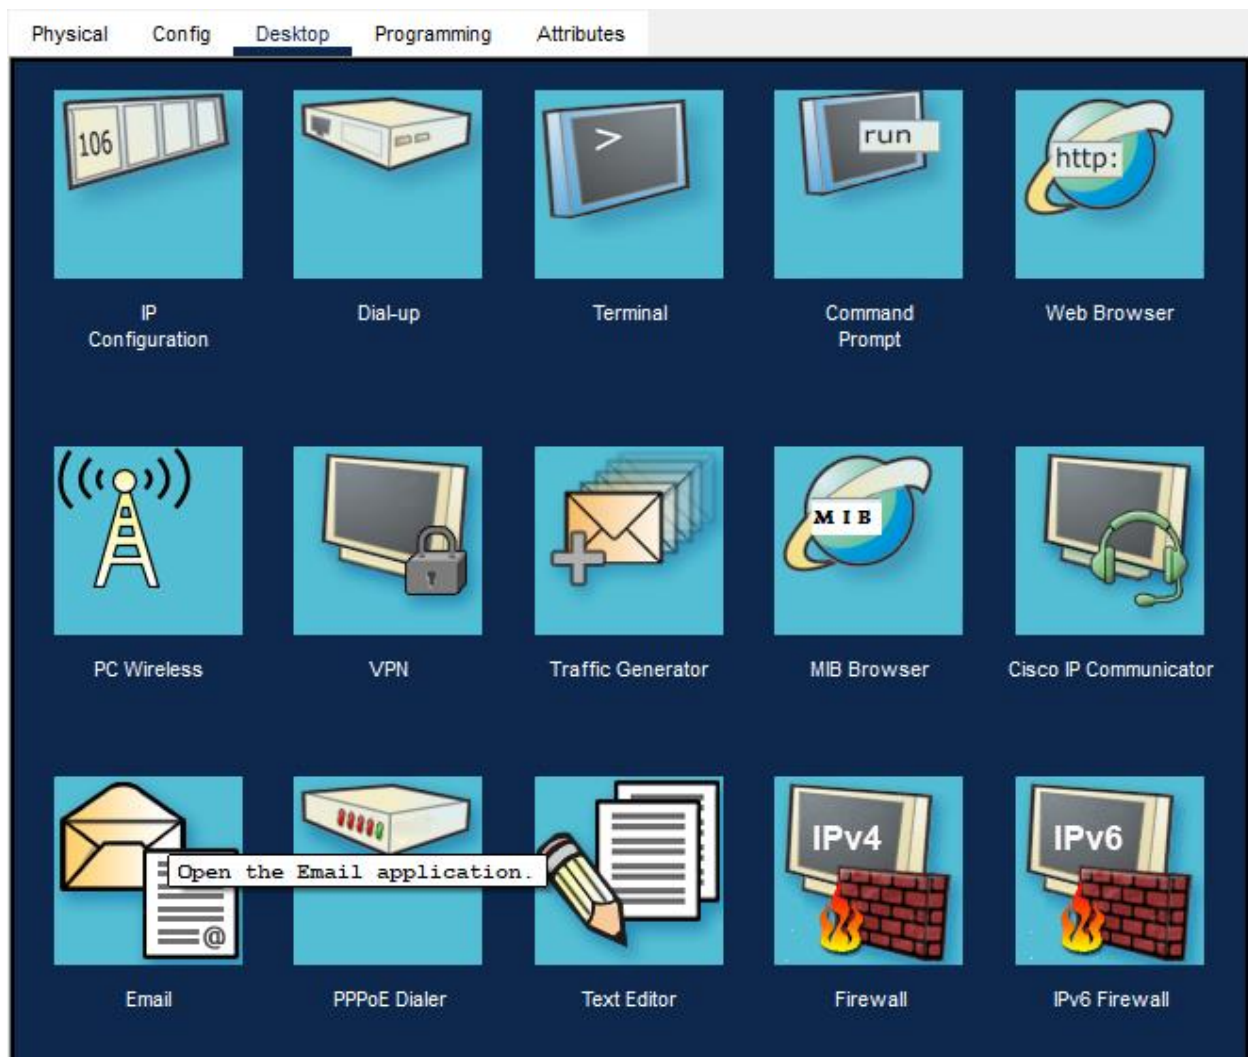 Physical Config Desktop Programming Attributes
106
>
run
http:
IP
Configuration
Dial-up
Terminal
Command
Prompt
Web Browser
MIB
PC Wireless
VPN
Traffic Generator
MIB Browser
Cisco IP Communicator
IPv4
IPv6
Open the Email application.
@
Email
PPPoE Dialer
Text Editor
Firewall
IPv6 Firewall